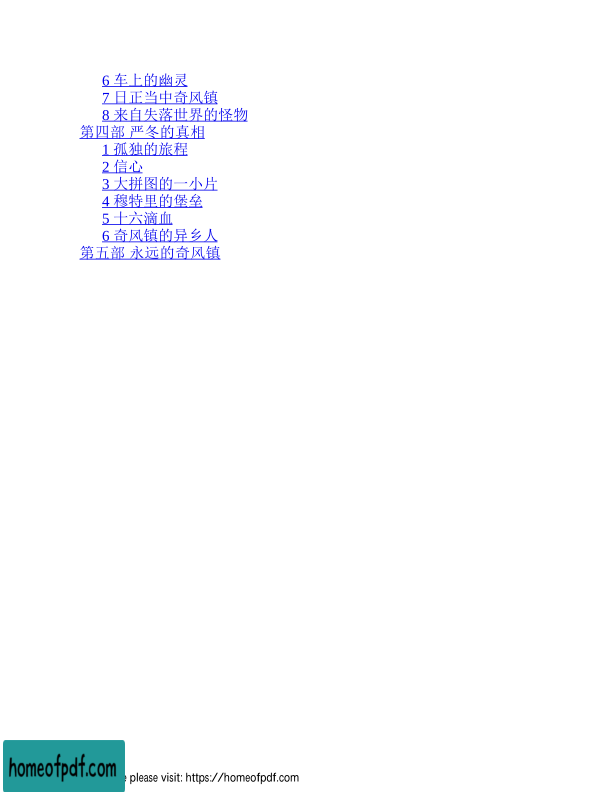 6 车上的幽灵
7 日正当中奇风镇
8 来自失落世界的怪物
第四部 严冬的真相
1 孤独的旅程
2 信心
3 大拼图的一小片
4 穆特里的堡垒
5 十六滴血
6 奇风镇的异乡人
第五部 永远的奇风镇
homeofpdf.com
please visit: https://homeofpdf.com